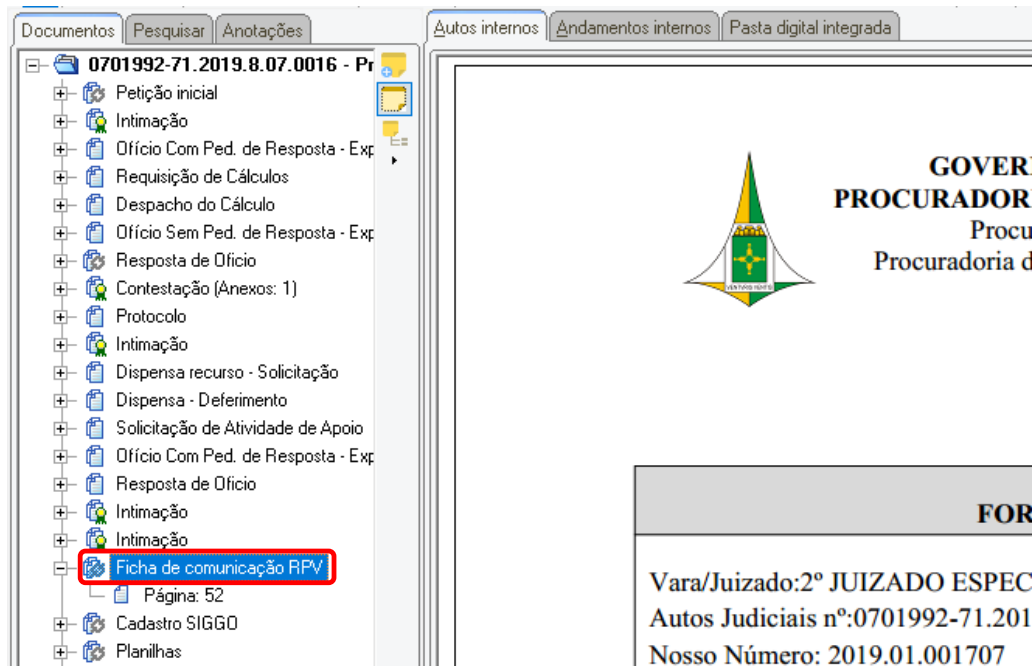 Documentos Pesquisar Anotações
Autos internos Andamentos internos Pasta digital integrada
0701992-71.2019.8.07.0016 - Pr
Petição inicial
Intimação
Ofício Com Ped. de Resposta - Exp
Requisição de Cálculos
Despacho do Cálculo
Ofício Sem Ped. de Resposta - Exp
Resposta de Oficio
Contestação (Anexos: 1)
Protocolo
Intimação
Dispensa recurso - Solicitação
Dispensa - Deferimento
Solicitação de Atividade de Apoio
Ofício Com Ped. de Resposta - Exp
Resposta de Oficio
Intimação
Intimação
Ficha de comunicação RPV
Página: 52
Cadastro SIGGO
Planilhas
GOVER
PROCURADOR
Procu
Procuradoria d
VENTVRIS VENTIS
FOR
Vara/Juizado:2º JUIZADO ESPEC
Autos Judiciais nº:0701992-71.201
Nosso Número: 2019.01.001707